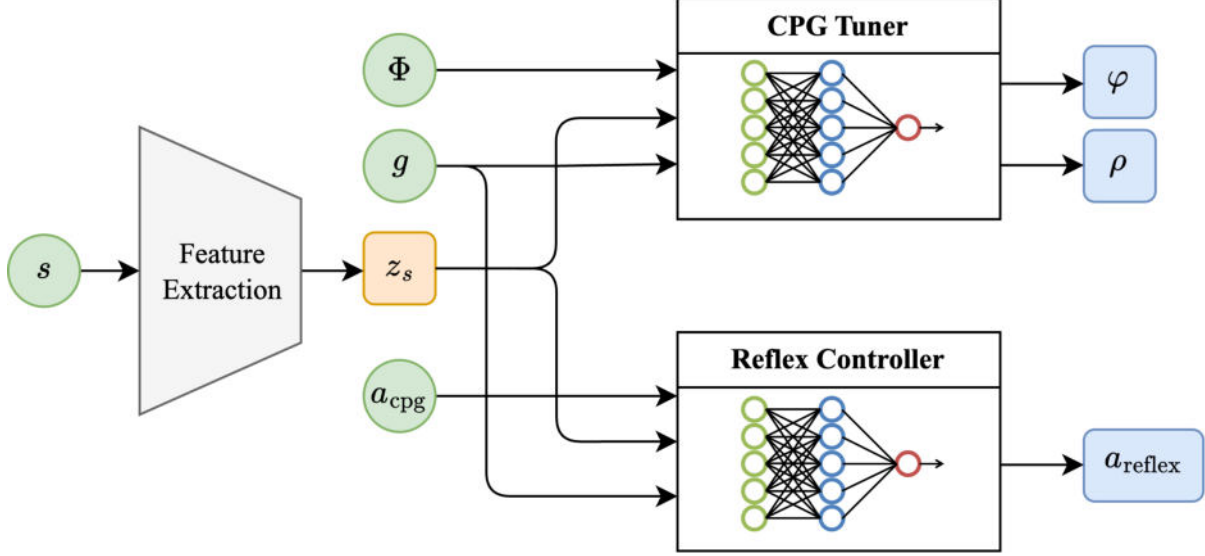 CPG Tuner
Φ
φ
g
ρ
s
Feature
Extraction
z_s
Reflex Controller
a_cpg
a_reflex